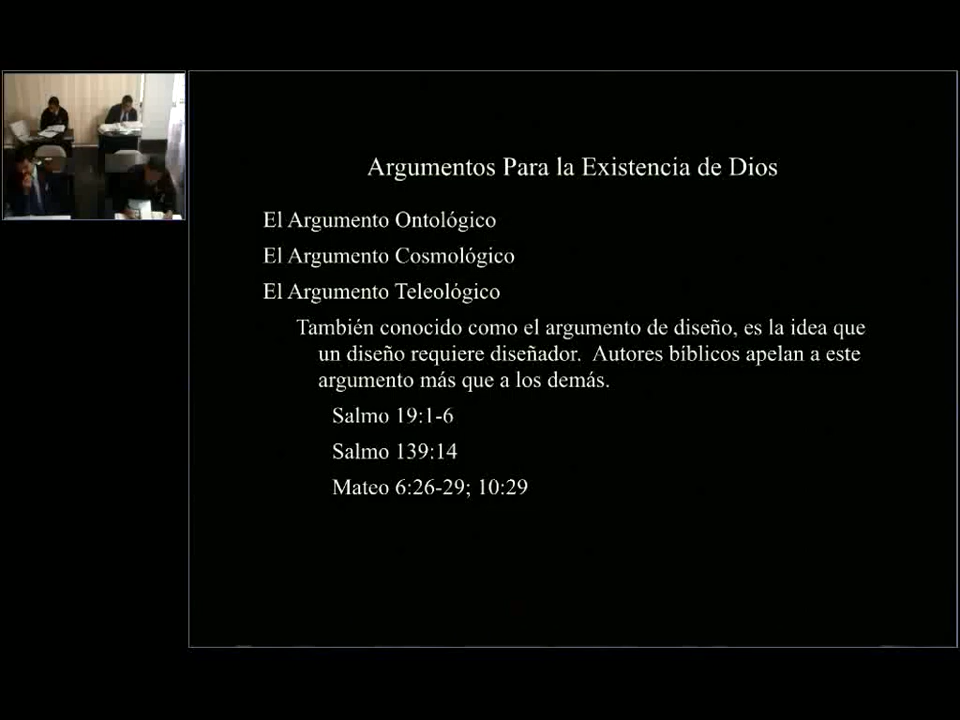 Argumentos Para la Existencia de Dios
El Argumento Ontológico
El Argumento Cosmológico
El Argumento Teleológico
También conocido como el argumento de diseño, es la idea que
un diseño requiere diseñador.  Autores bíblicos apelan a este
argumento más que a los demás.
Salmo 19:1-6
Salmo 139:14
Mateo 6:26-29; 10:29